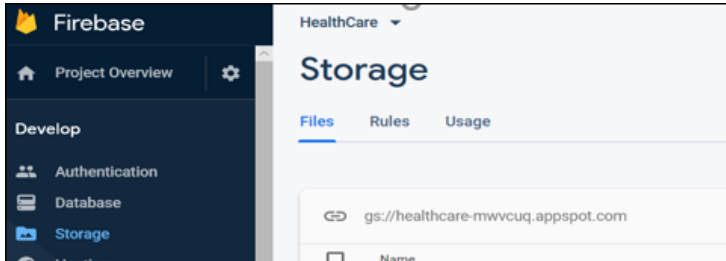 Firebase
Project Overview
Develop
Authentication
Database
Storage
HealthCare
Storage
Files Rules Usage
gs://healthcare-mwvcuq.appspot.com
Name